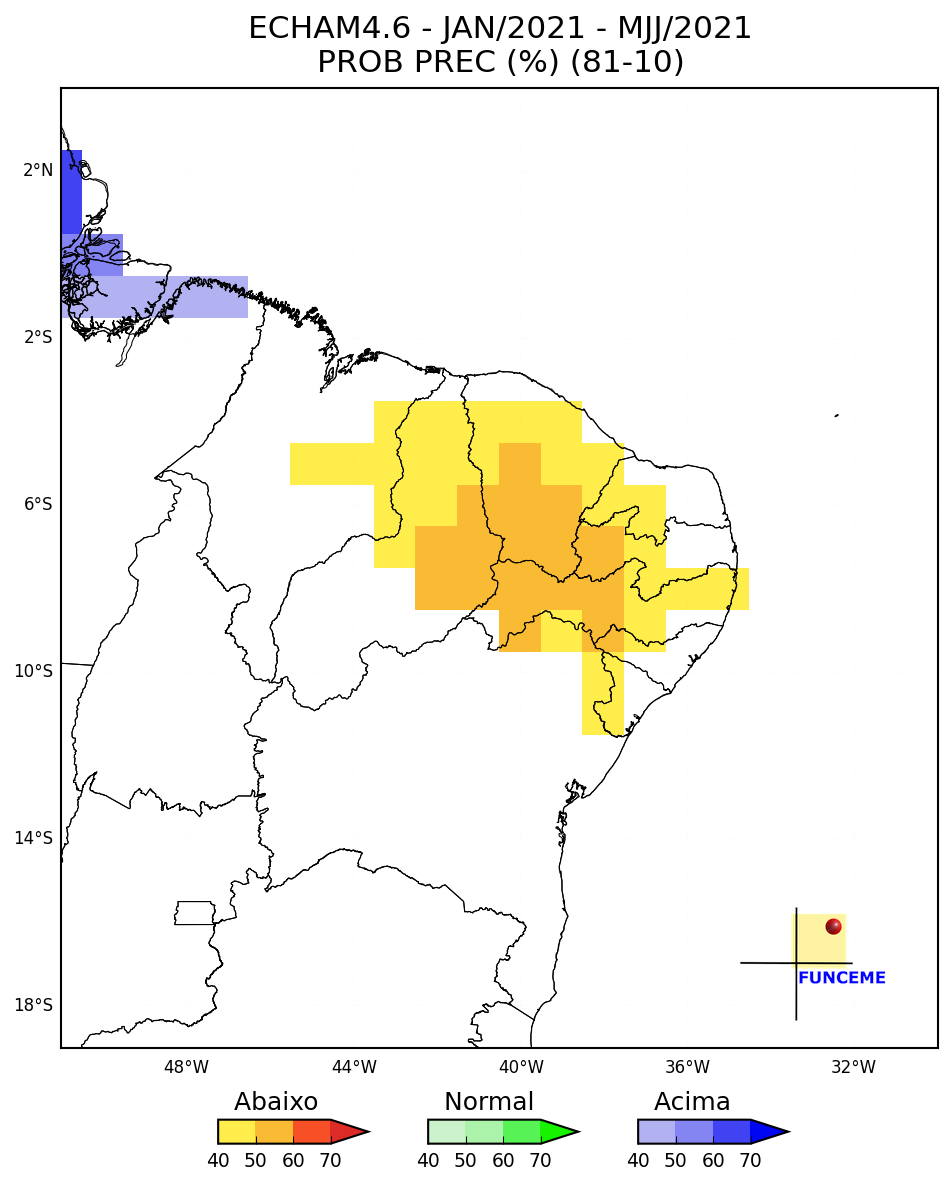 ECHAM4.6 - JAN/2021 - MJJ/2021
PROB PREC (%) (81-10)
2°N
2°S
6°S
10°S
14°S
18°S
FUNCEME
48°W 44°W 40°W 36°W 32°W
Abaixo Normal Acima
40 50 60 70 40 50 60 70 40 50 60 70